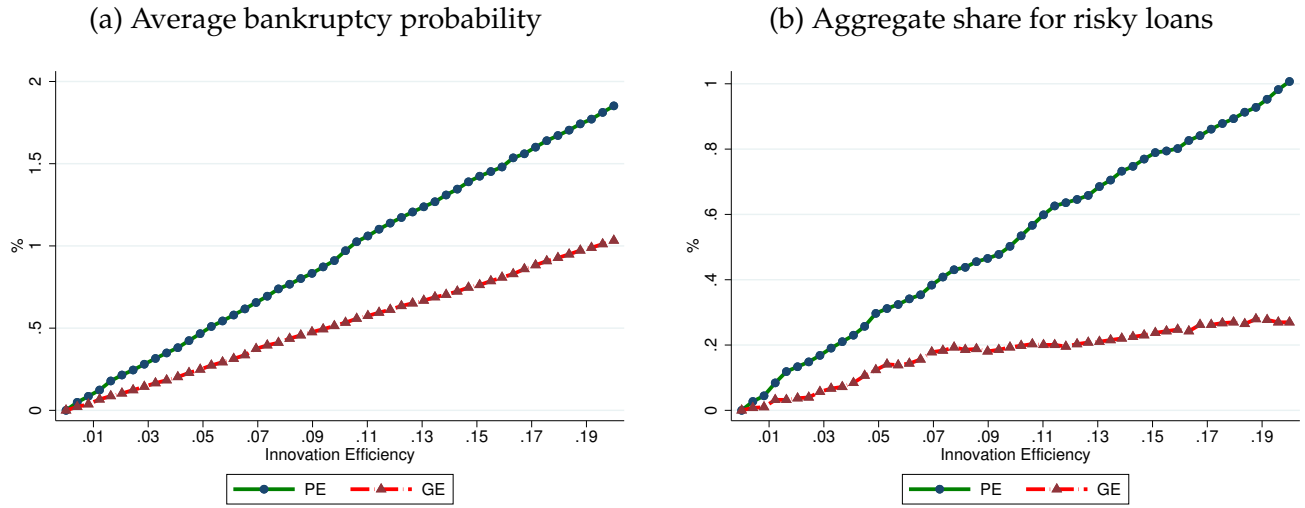 (a) Average bankruptcy probability
2
1.5
1
.5
0
%
.01 .03 .05 .07 .09 .11 .13 .15 .17 .19
Innovation Efficiency
PE GE
(b) Aggregate share for risky loans
1
.8
.6
.4
.2
0
%
.01 .03 .05 .07 .09 .11 .13 .15 .17 .19
Innovation Efficiency
PE GE